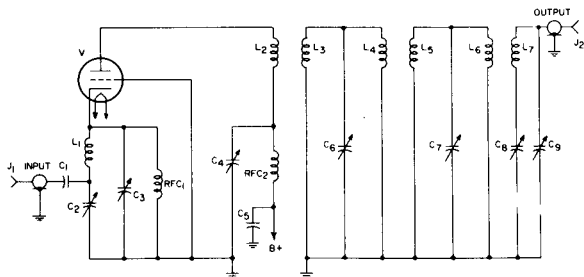 OUTPUT
J2
V
L2
L3
L4
L5
L6
L7
L1
J1 INPUT C1
C2
C3
RFC1
C4
RFC2
C5
B+
C6
C7
C8
C9